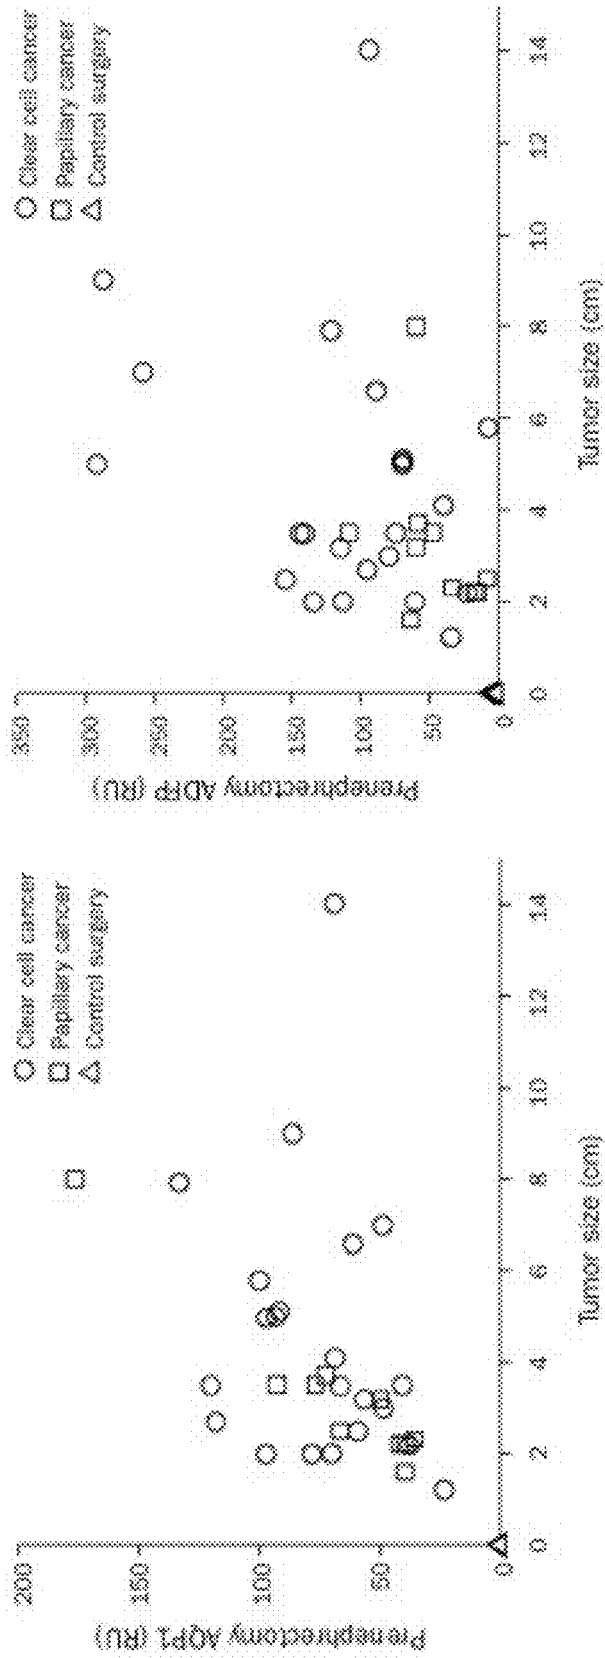 Prenephrectomy AQP1 (RU)
200
150
100
50
0
Clear cell cancer
Papillary cancer
Control surgery
0 2 4 6 8 10 12 14
Tumor size (cm)
Prenephrectomy ADFP (RU)
350
300
250
200
150
100
50
0
Clear cell cancer
Papillary cancer
Control surgery
0 2 4 6 8 10 12 14
Tumor size (cm)